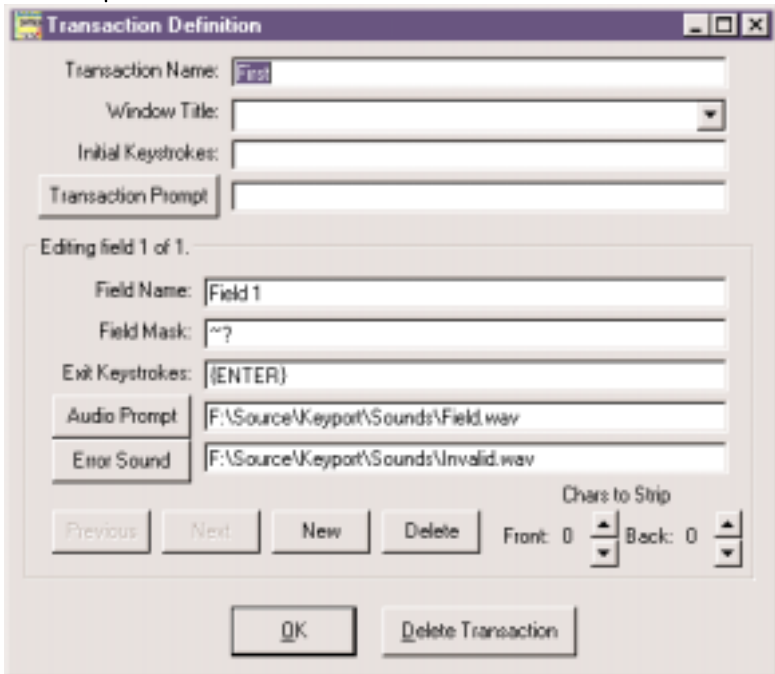 Transaction Definition
Transaction Name: First
Window Title:
Initial Keystrokes:
Transaction Prompt
Editing field 1 of 1.
Field Name: Field 1
Field Mask: ~?
Exit Keystrokes: {ENTER}
Audio Prompt F:\Source\Keyport\Sounds\Field.wav
Error Sound F:\Source\Keyport\Sounds\Invalid.wav
Chars to Strip
Previous Next New Delete Front: 0 Back: 0
OK Delete Transaction